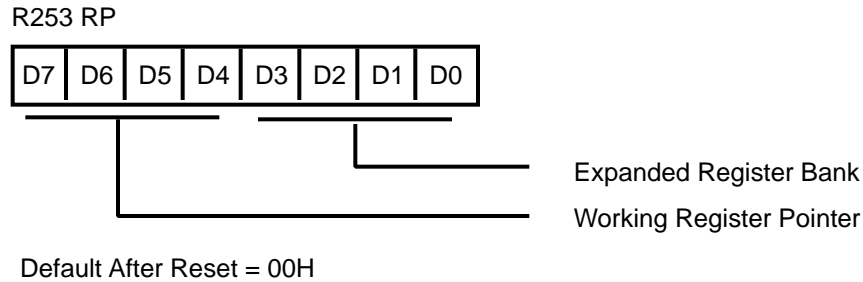 R253 RP
D7 D6 D5 D4 D3 D2 D1 D0
Expanded Register Bank
Working Register Pointer
Default After Reset = 00H